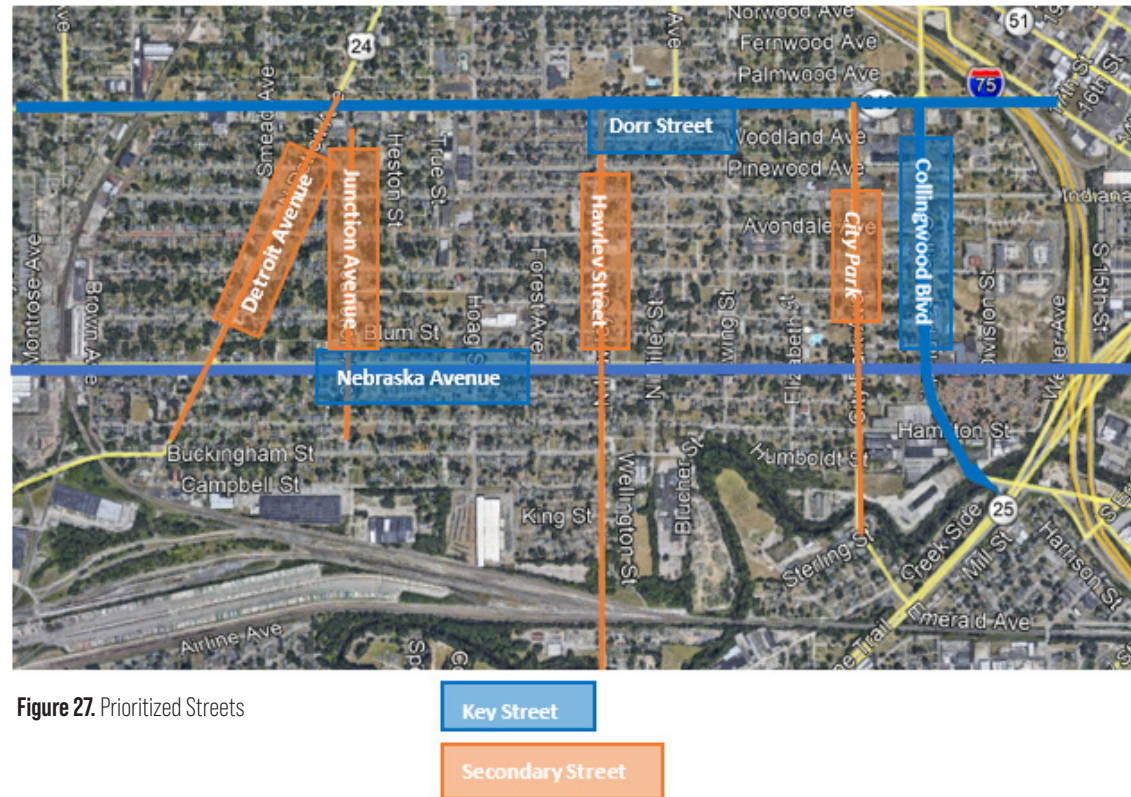 Norwood Ave
51
24
Ave
Fernwood Ave
Palmwood Ave
75
17th St
16th St
Smead Ave
Dorr Street
Woodland Ave
Heston St
True St
Pinewood Ave
Detroit Avenue
Junction Avenue
Hawley Street
City Park
Collingwood Blvd
Indiana
Avondale Ave
Montrose Ave
Brown Ave
Hoag S
Forest Ave
Elizabeth St
Division St
S 15th St
Blum St
Nebraska Avenue
Hamilton St
Buckingham St
Humboldt St
Campbell St
Wellington St
Blucher St
King St
25
Sterling St
Creek Side
Mill St
Harrison St
Emerald Ave
Airline Ave
Trail
Figure 27. Prioritized Streets
Key Street
Secondary Street